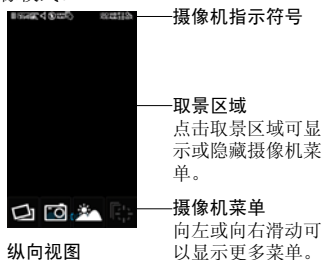 摄像机指示符号
取景区域
点击取景区域可显
示或隐藏摄像机菜
单。
摄像机菜单
向左或向右滑动可
以显示更多菜单。
纵向视图